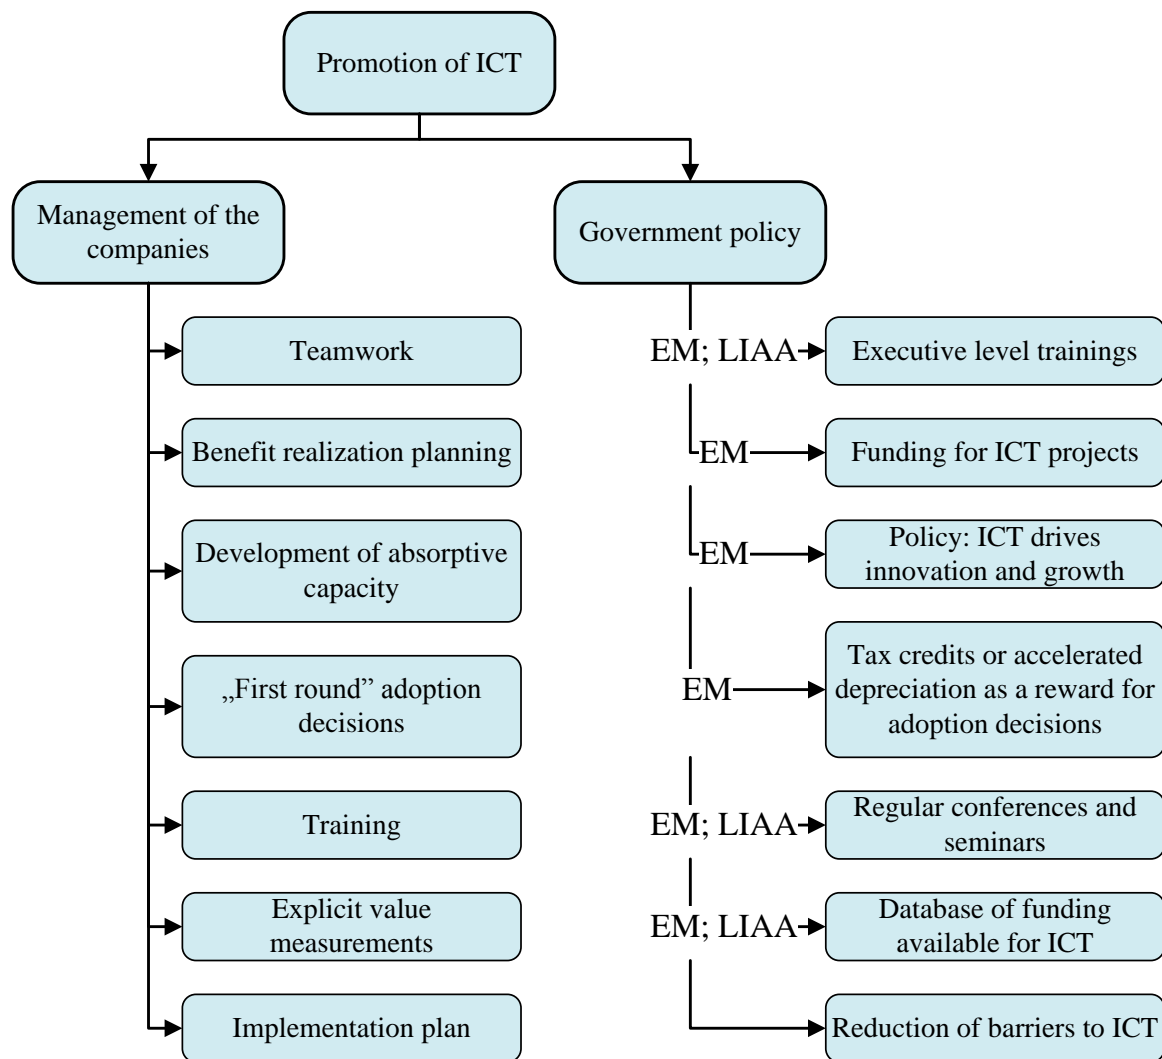 Promotion of ICT
Management of the
companies
Government policy
Teamwork
EM; LIAA
Executive level trainings
Benefit realization planning
EM
Funding for ICT projects
Development of absorptive
capacity
EM
Policy: ICT drives
innovation and growth
„First round” adoption
decisions
EM
Tax credits or accelerated
depreciation as a reward for
adoption decisions
Training
EM; LIAA
Regular conferences and
seminars
Explicit value
measurements
EM; LIAA
Database of funding
available for ICT
Implementation plan
Reduction of barriers to ICT